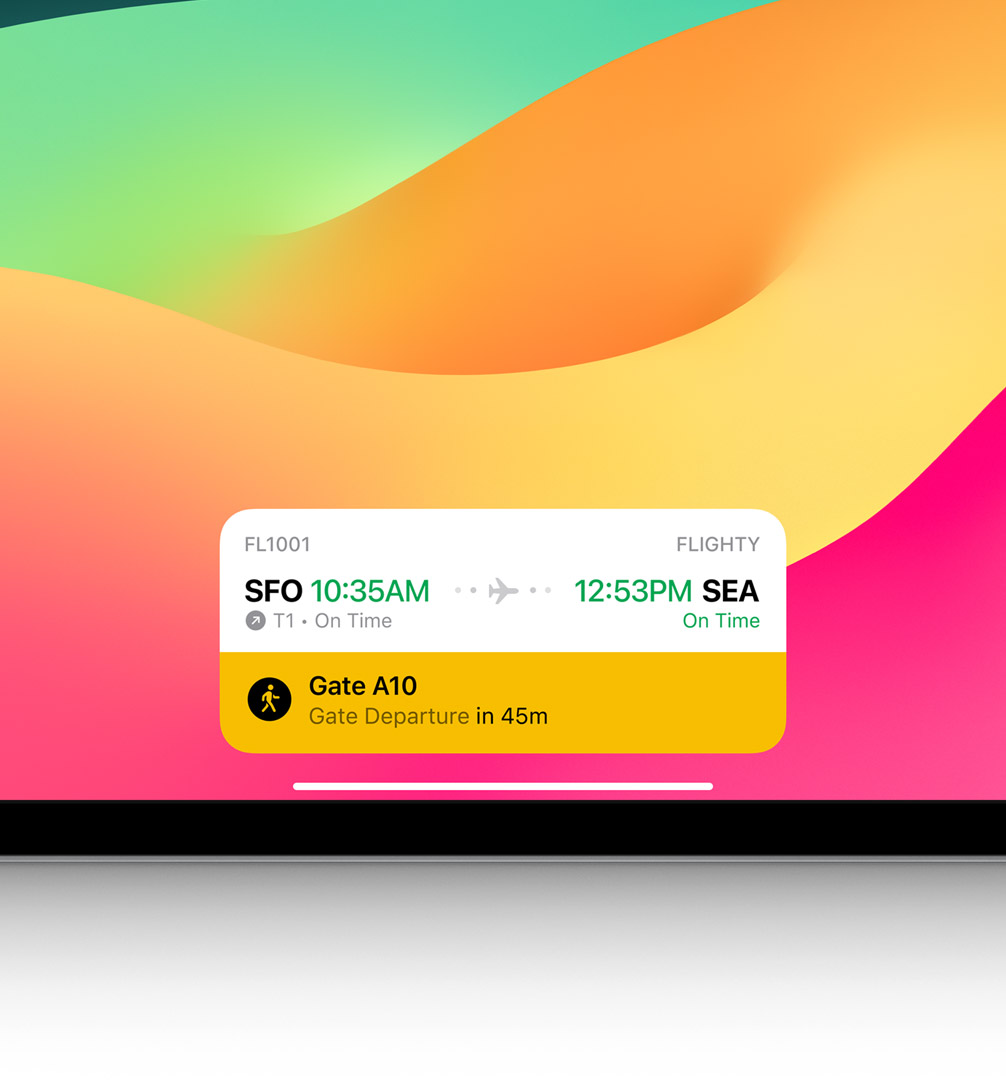 FL1001 FLIGHTY
SFO 10:35AM 12:53PM SEA
T1 • On Time On Time
Gate A10
Gate Departure in 45m